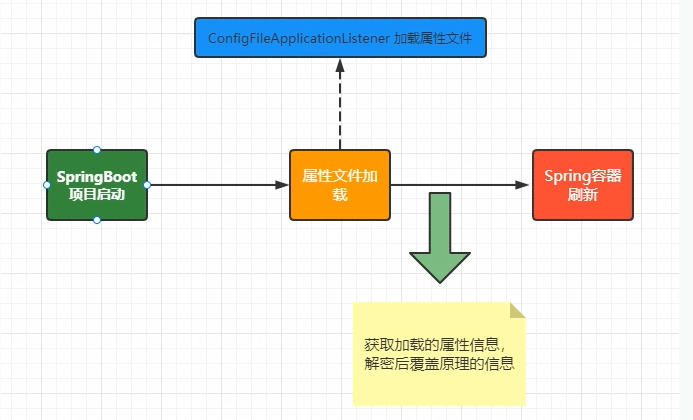 ConfigFileApplicationListener 加载属性文件
SpringBoot
项目启动
属性文件加
载
Spring容器
刷新
获取加载的属性信息，
解密后覆盖原理的信息